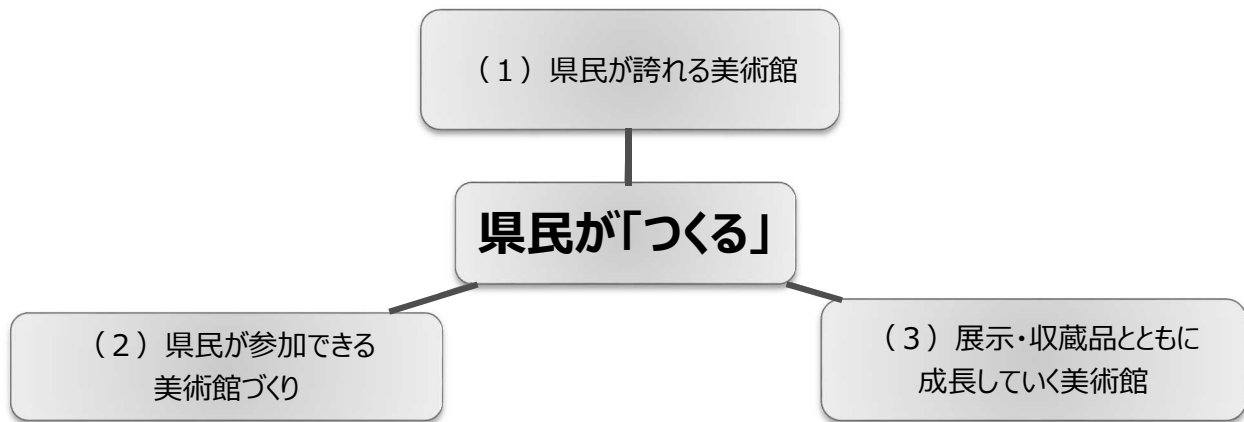 （１）県民が誇れる美術館
県民が「つくる」
（２）県民が参加できる
美術館づくり
（３）展示・収蔵品とともに
成長していく美術館